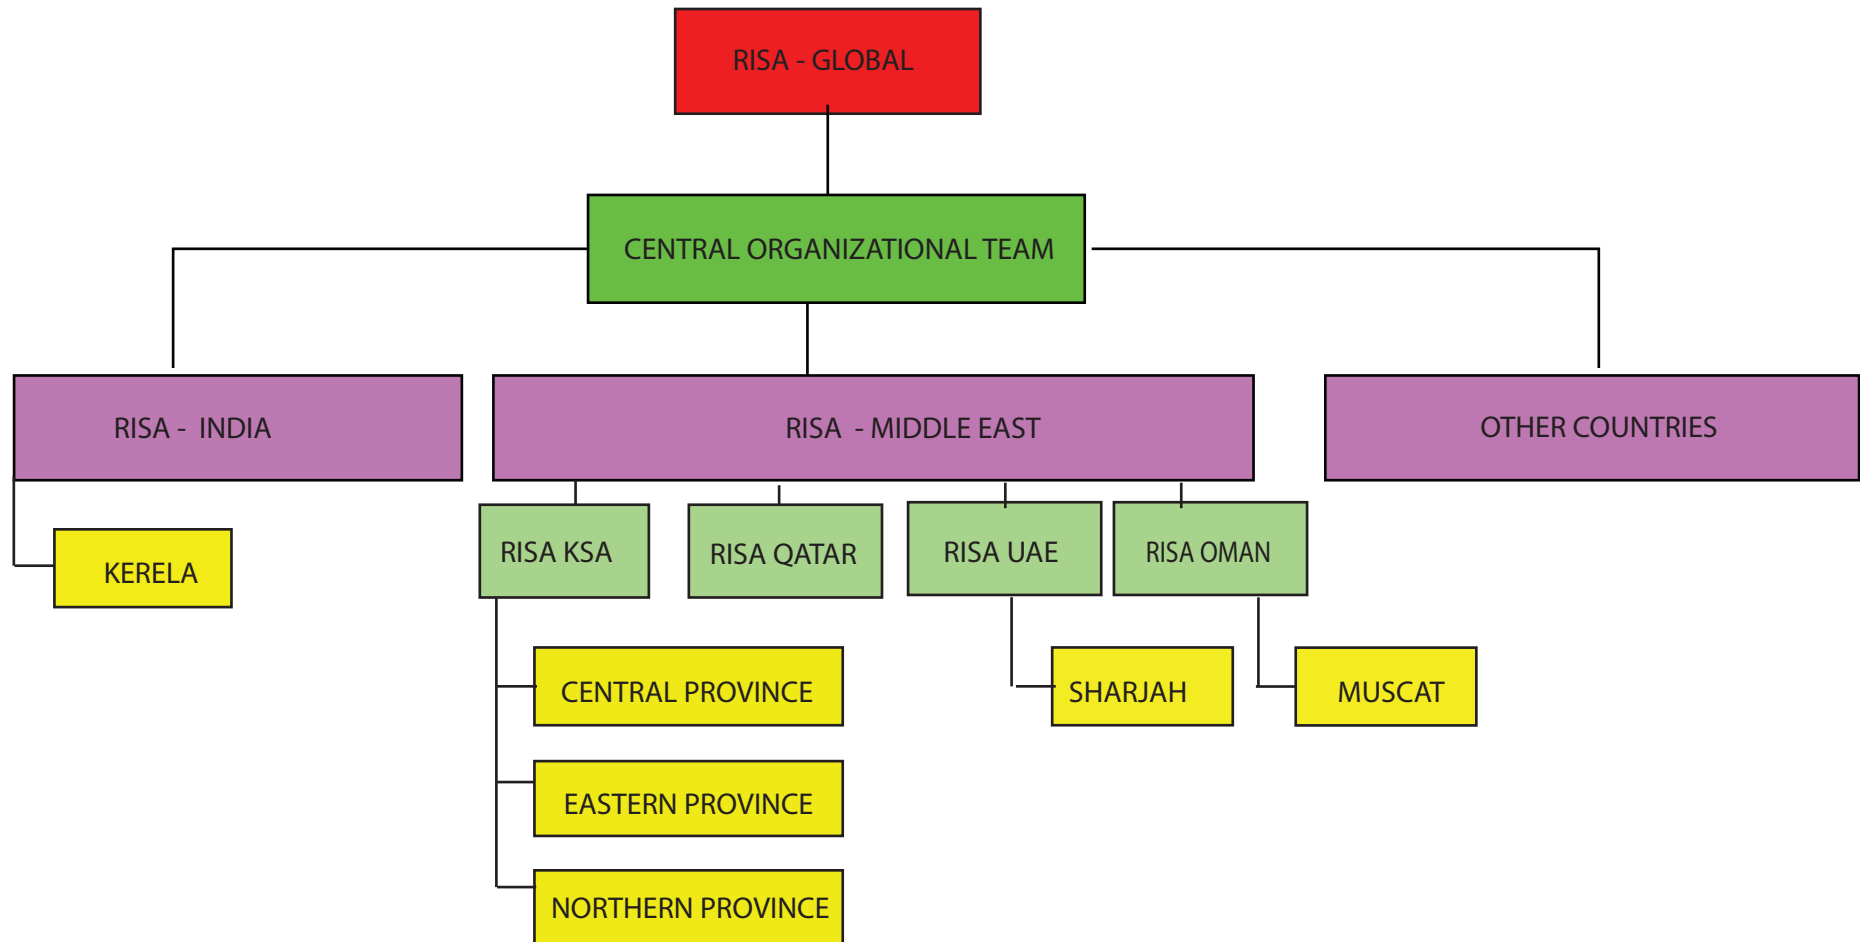 RISA - GLOBAL
CENTRAL ORGANIZATIONAL TEAM
RISA -  INDIA
RISA  - MIDDLE EAST
OTHER COUNTRIES
RISA KSA
RISA QATAR
RISA UAE
RISA OMAN
KERELA
CENTRAL PROVINCE
SHARJAH
MUSCAT
EASTERN PROVINCE
NORTHERN PROVINCE